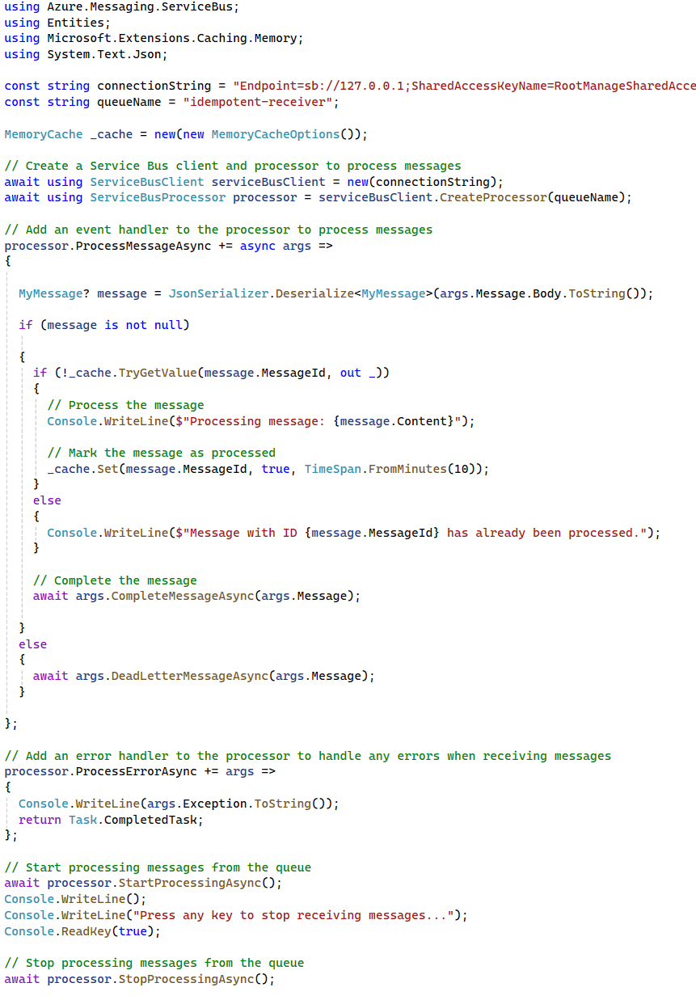 using Azure.Messaging.ServiceBus;
using Entities;
using Microsoft.Extensions.Caching.Memory;
using System.Text.Json;

const string connectionString = "Endpoint=sb://127.0.0.1;SharedAccessKeyName=RootManageSharedAcce
const string queueName = "idempotent-receiver";

MemoryCache _cache = new(new MemoryCacheOptions());

// Create a Service Bus client and processor to process messages
await using ServiceBusClient serviceBusClient = new(connectionString);
await using ServiceBusProcessor processor = serviceBusClient.CreateProcessor(queueName);

// Add an event handler to the processor to process messages
processor.ProcessMessageAsync += async args =>
{

  MyMessage? message = JsonSerializer.Deserialize<MyMessage>(args.Message.Body.ToString());

  if (message is not null)

  {
    if (!_cache.TryGetValue(message.MessageId, out _))
    {
      // Process the message
      Console.WriteLine($"Processing message: {message.Content}");

      // Mark the message as processed
      _cache.Set(message.MessageId, true, TimeSpan.FromMinutes(10));
    }
    else
    {
      Console.WriteLine($"Message with ID {message.MessageId} has already been processed.");
    }

    // Complete the message
    await args.CompleteMessageAsync(args.Message);

  }
  else
  {
    await args.DeadLetterMessageAsync(args.Message);
  }

};

// Add an error handler to the processor to handle any errors when receiving messages
processor.ProcessErrorAsync += args =>
{
  Console.WriteLine(args.Exception.ToString());
  return Task.CompletedTask;
};

// Start processing messages from the queue
await processor.StartProcessingAsync();
Console.WriteLine();
Console.WriteLine("Press any key to stop receiving messages...");
Console.ReadKey(true);

// Stop processing messages from the queue
await processor.StopProcessingAsync();